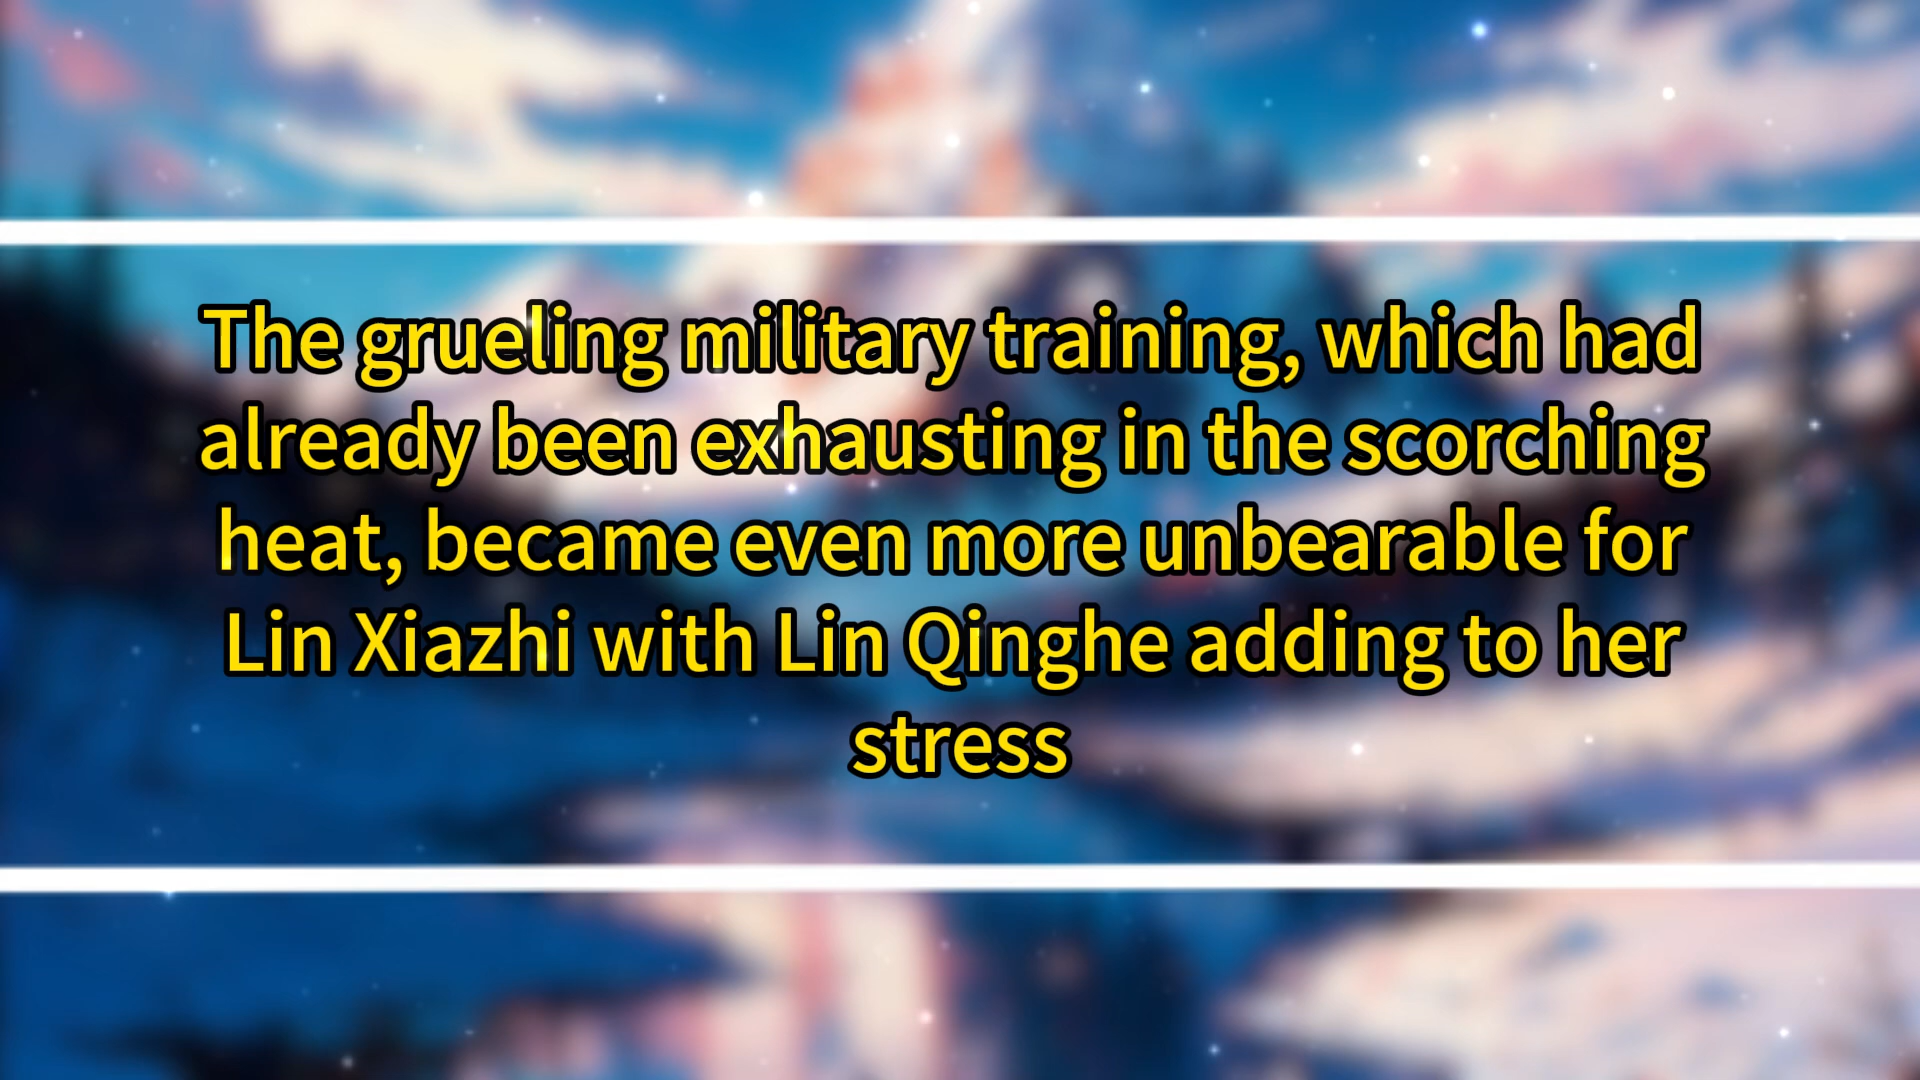 The grueling military training, which had
already been exhausting in the scorching
heat, became even more unbearable for
Lin Xiazhi with Lin Qinghe adding to her
stress